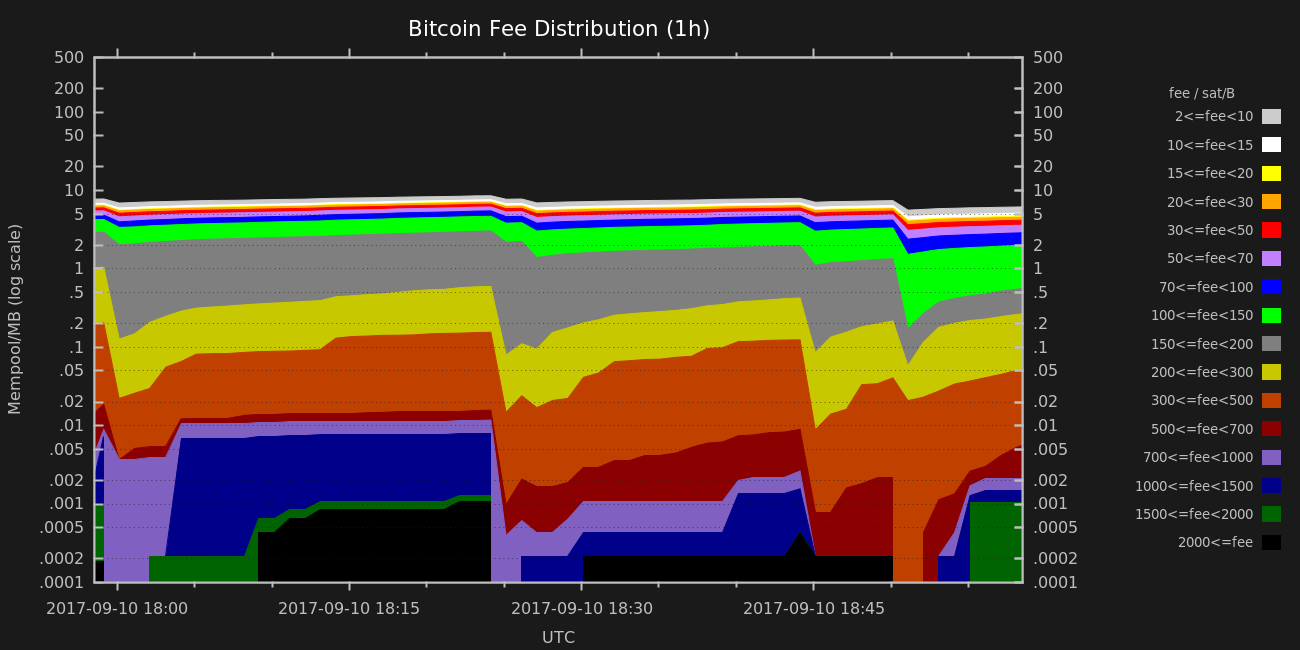 Bitcoin Fee Distribution (1h)
Mempool/MB (log scale)
500
200
100
50
20
10
5
2
1
.5
.2
.1
.05
.02
.01
.005
.002
.001
.0005
.0002
.0001
500
200
100
50
20
10
5
2
1
.5
.2
.1
.05
.02
.01
.005
.002
.001
.0005
.0002
.0001
2017-09-10 18:00 2017-09-10 18:15 2017-09-10 18:30 2017-09-10 18:45
UTC
fee / sat/B
2<=fee<10
10<=fee<15
15<=fee<20
20<=fee<30
30<=fee<50
50<=fee<70
70<=fee<100
100<=fee<150
150<=fee<200
200<=fee<300
300<=fee<500
500<=fee<700
700<=fee<1000
1000<=fee<1500
1500<=fee<2000
2000<=fee